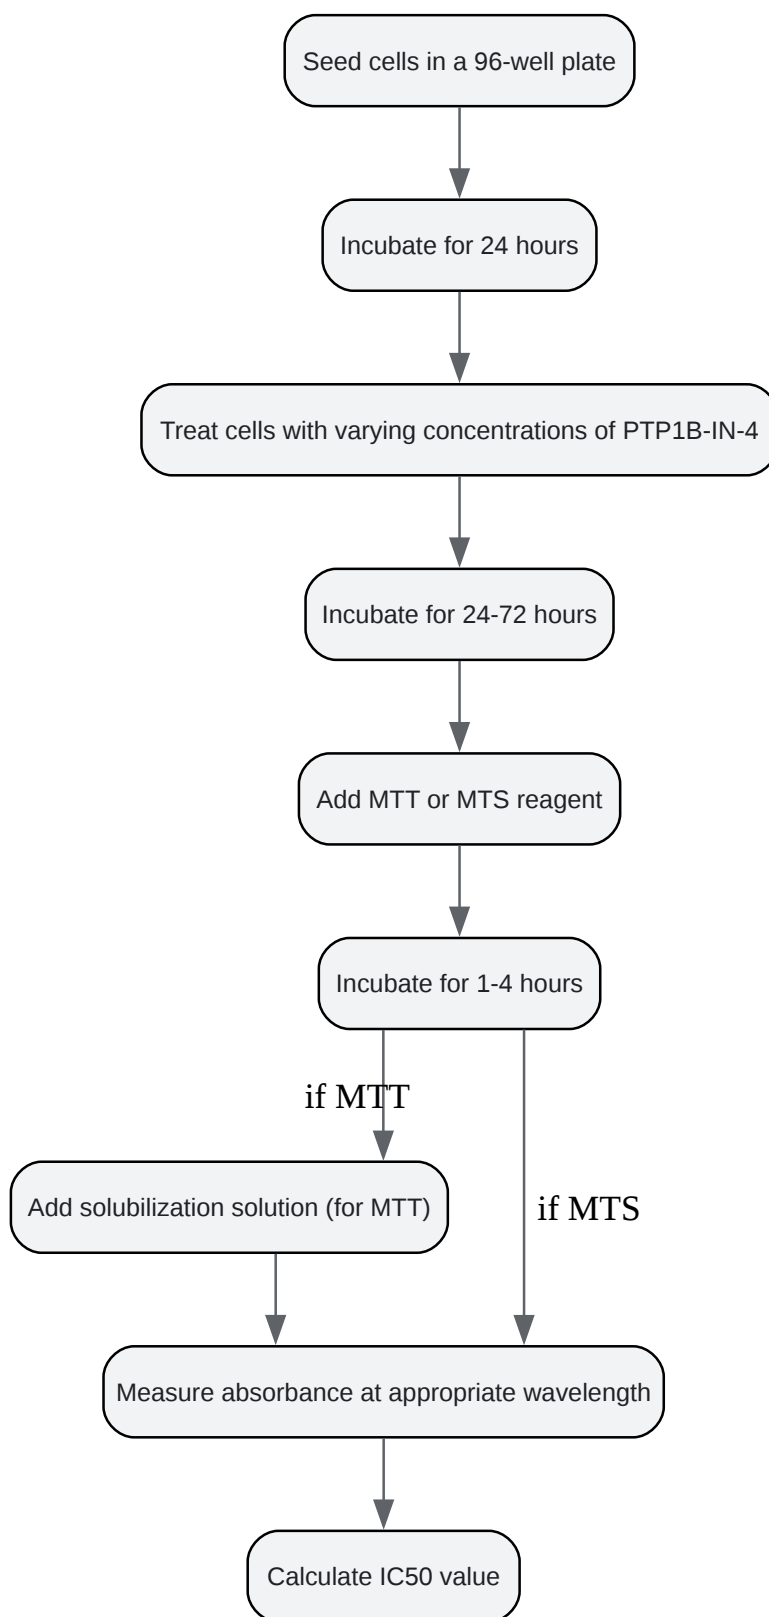 Seed cells in a 96-well plate
Incubate for 24 hours
Treat cells with varying concentrations of PTP1B-IN-4
Incubate for 24-72 hours
Add MTT or MTS reagent
Incubate for 1-4 hours
if MTT
Add solubilization solution (for MTT)
if MTS
Measure absorbance at appropriate wavelength
Calculate IC50 value